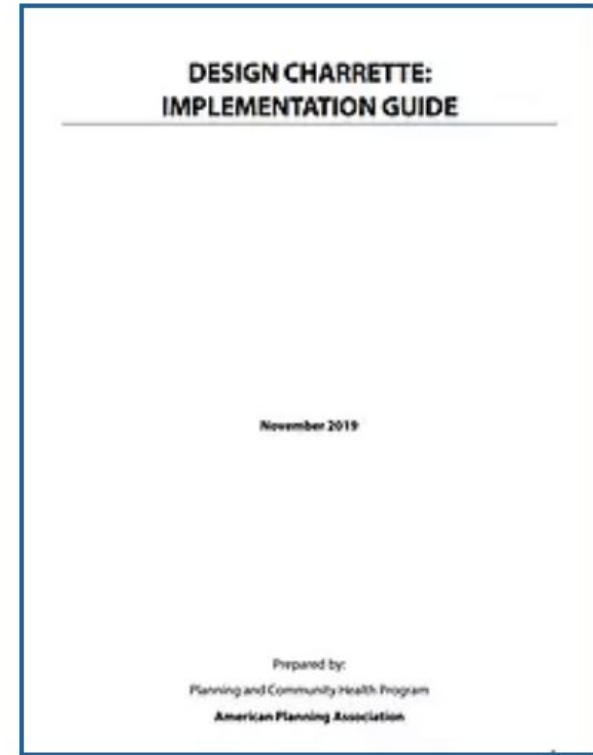 DESIGN CHARRETTE:
IMPLEMENTATION GUIDE
November 2019
Prepared by:
Planning and Community Health Program
American Planning Association